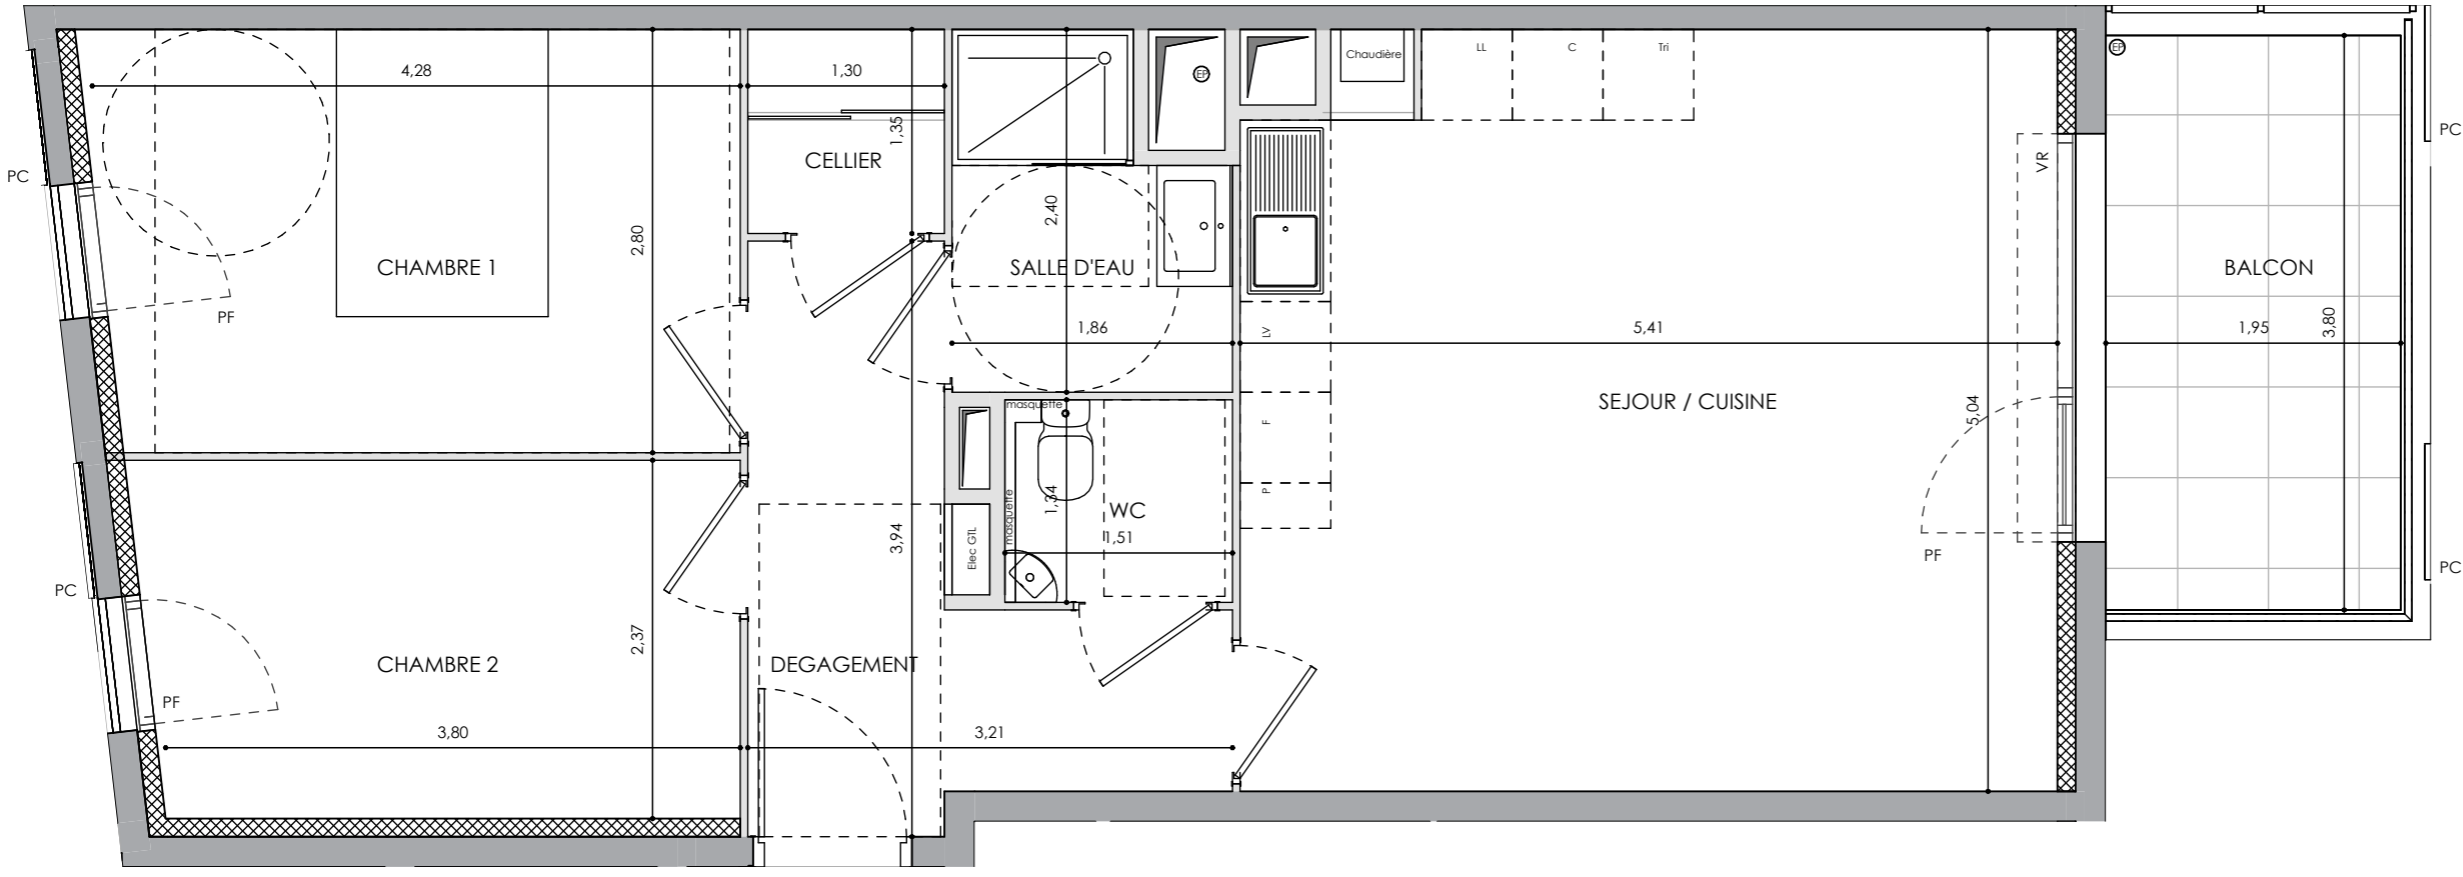 EP
LL
C
Tri
Chaudière
4,28
1,30
EP
1,35
PC
VR
CELLIER
PC
2,40
2,80
CHAMBRE 1
SALLE D'EAU
BALCON
PF
1,86
LV
5,41
1,95
3,80
masquette
SEJOUR / CUISINE
5,04
F
P
masquette
1,34
WC
3,94
Elec GTL
1,51
PF
PC
PC
2,37
CHAMBRE 2
DEGAGEMENT
PF
3,80
3,21